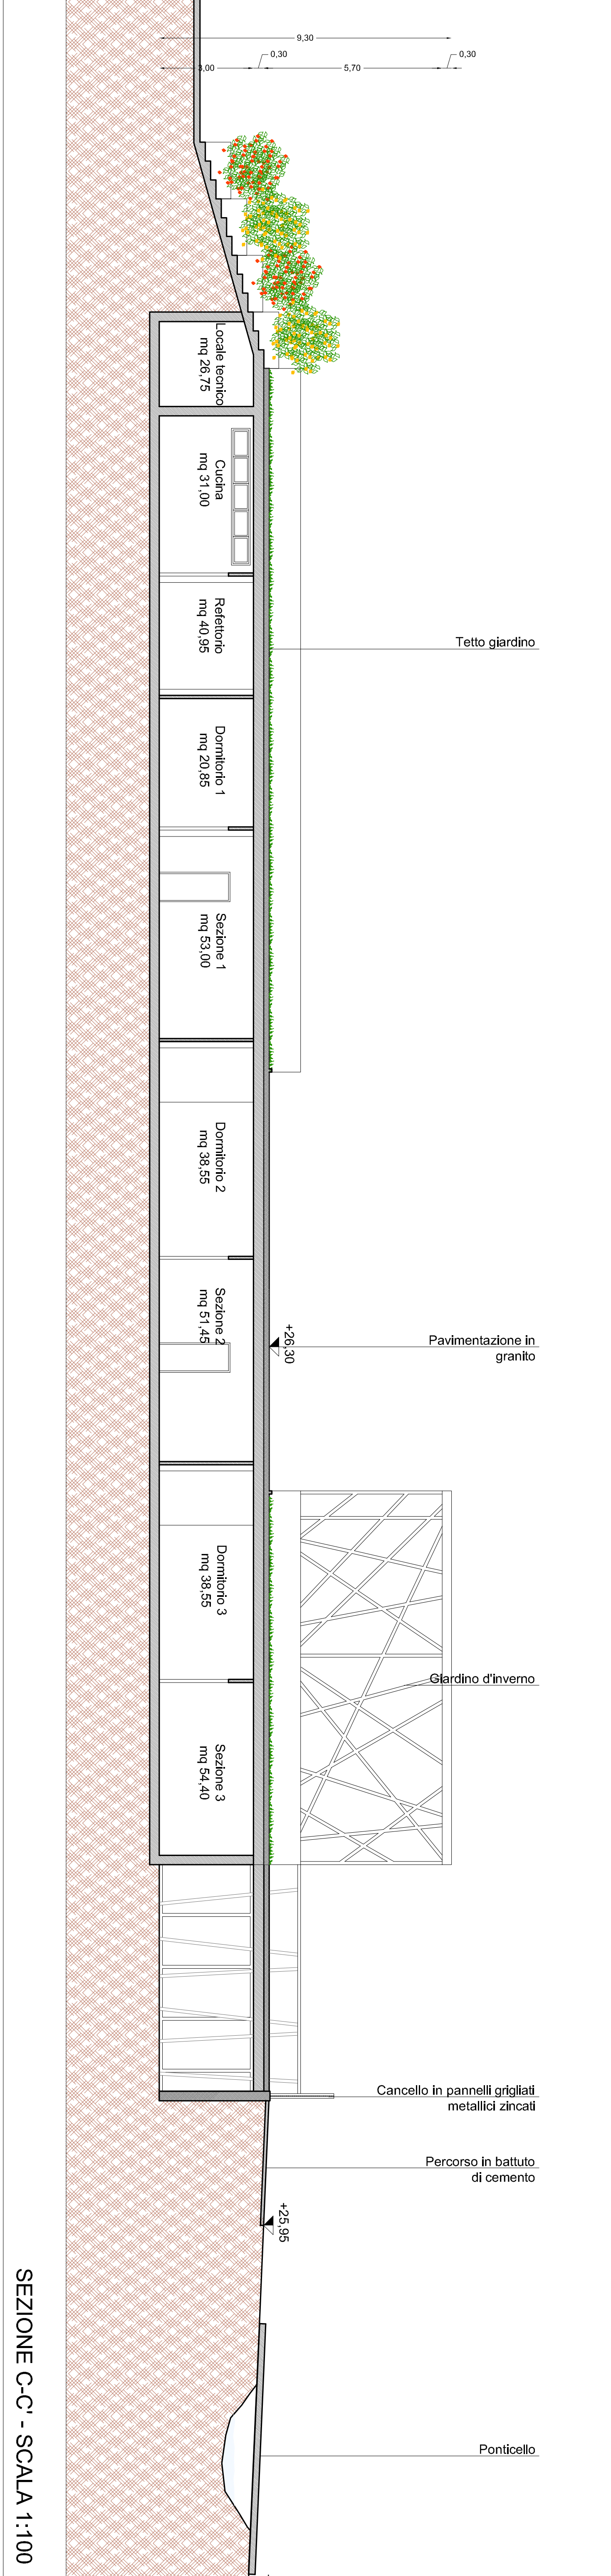 9,30
3,00
0,30
5,70
0,30
Locale tecnico
mq 26,75
Cucina
mq 31,00
Refettorio
mq 40,95
Tetto giardino
Dormitorio 1
mq 20,85
Sezione 1
mq 53,00
Dormitorio 2
mq 38,55
Sezione 2
mq 51,45
+26,30
Pavimentazione in
granito
Dormitorio 3
mq 38,55
Giardino d'inverno
Sezione 3
mq 54,40
Cancello in pannelli grigliati
metallici zincati
Percorso in battuto
di cemento
+25,95
Ponticello
SEZIONE C-C' - SCALA 1:100